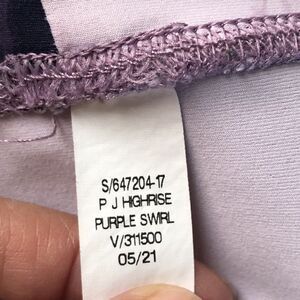 S/647204-17
P J HIGHRISE
PURPLE SWIRL
V/311500
05/21